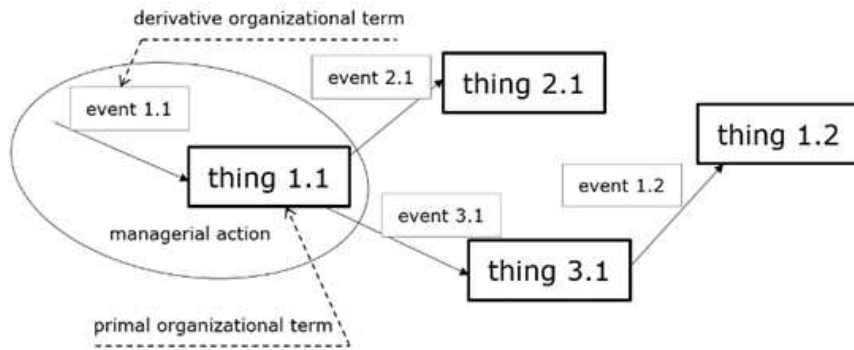 derivative organizational term
event 1.1
event 2.1
thing 2.1
thing 1.1
thing 1.2
event 1.2
event 3.1
managerial action
thing 3.1
primal organizational term